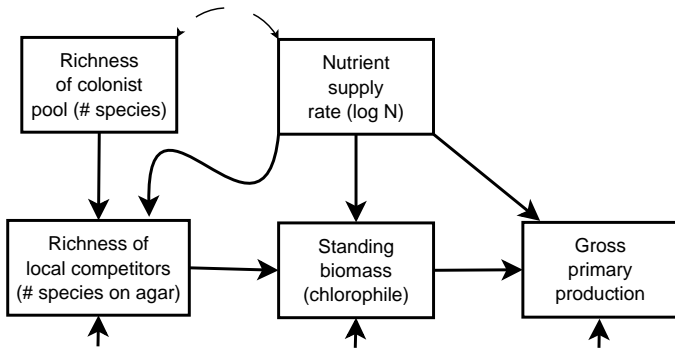 Richness
of colonist
pool (# species)
Nutrient
supply
rate (log N)
Richness of
local competitors
(# species on agar)
Standing
biomass
(chlorophile)
Gross
primary
production